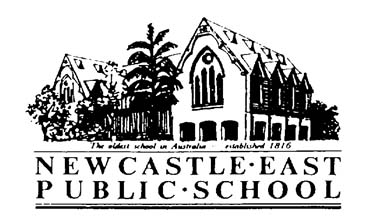 The oldest school in Australia - established 1816
NEWCASTLE·EAST
PUBLIC·SCHOOL